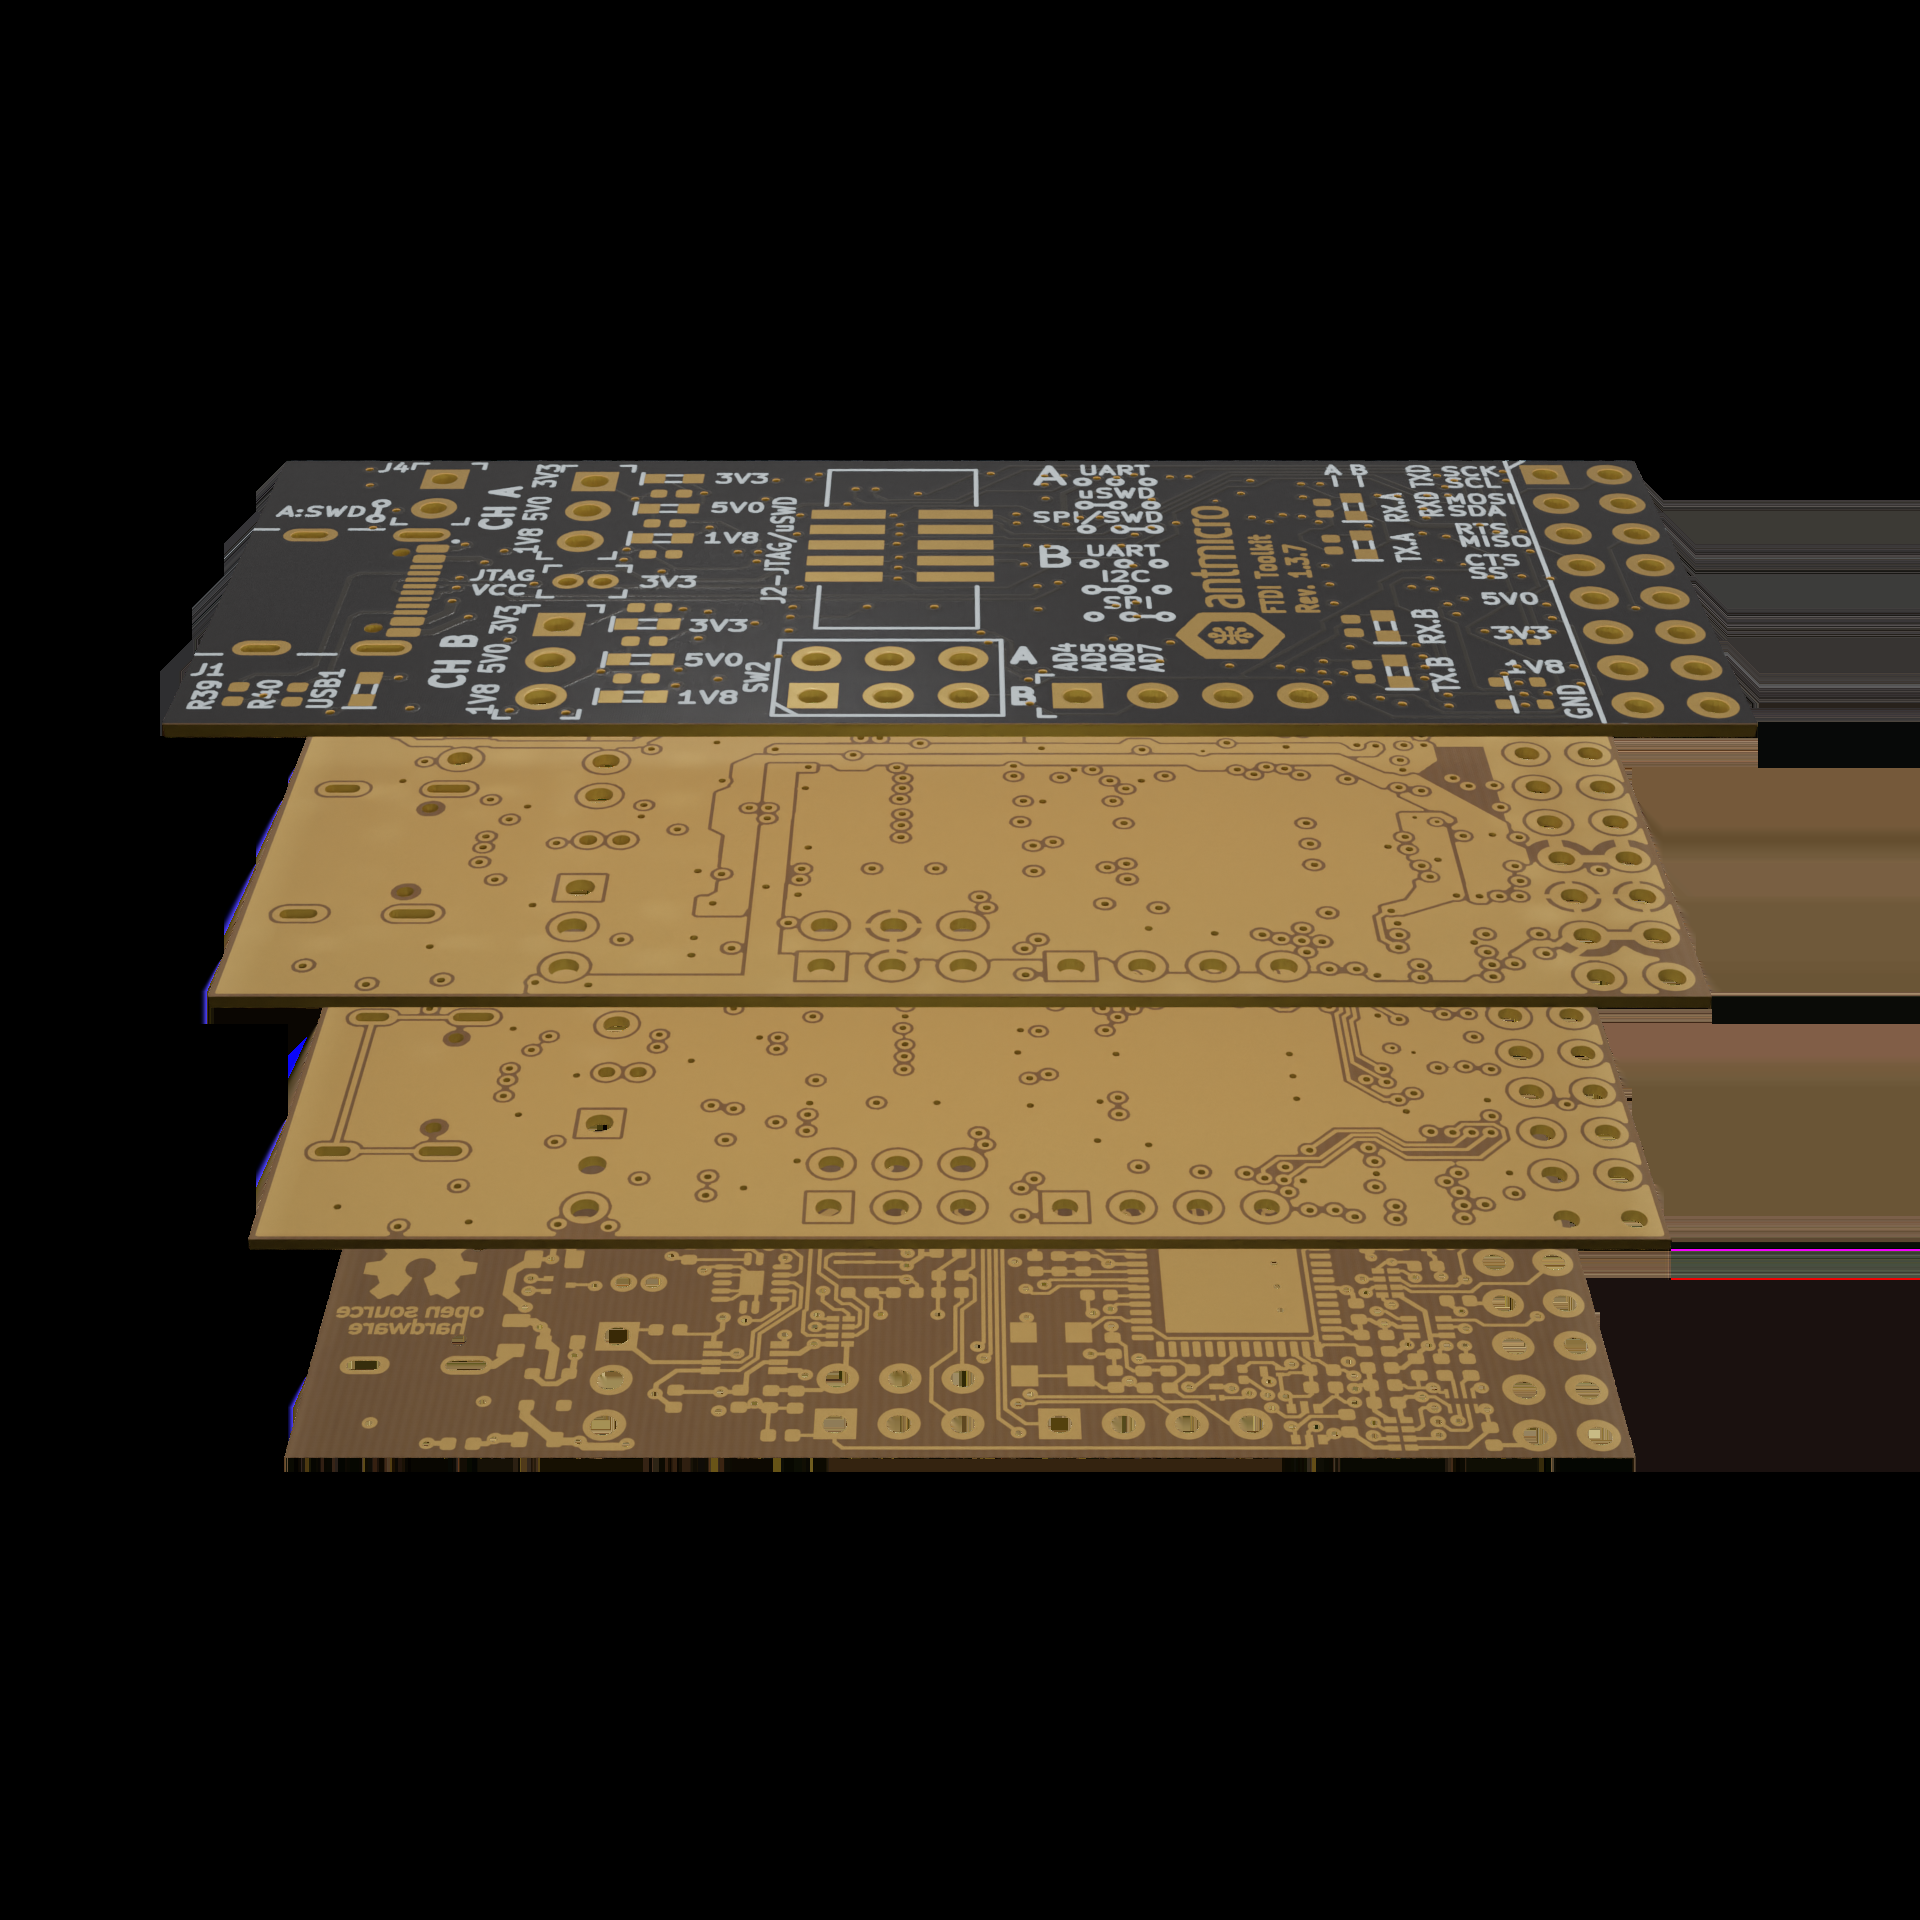 J4
A:SWD
CH A
3V3
5V0
1V8
3V3
5V0
1V8
JTAG
VCC
3V3
CH B
3V3
5V0
1V8
3V3
5V0
1V8
J1
R39
R40
USB1
J2-JTAG/uSWD
SW2
A
B
A
UART
uSWD
SPI/SWD
B
UART
I2C
SPI
AD4
AD5
AD6
AD7
antmicro
FTDI Toolkit
Rev. 1.3.7
A B
TX.A
RX.A
TX.B
RX.B
RXD TXD
SCK
SCL
MOSI
SDA
MISO
CTS
SS
5V0
3V3
1V8
GND
open source
hardware